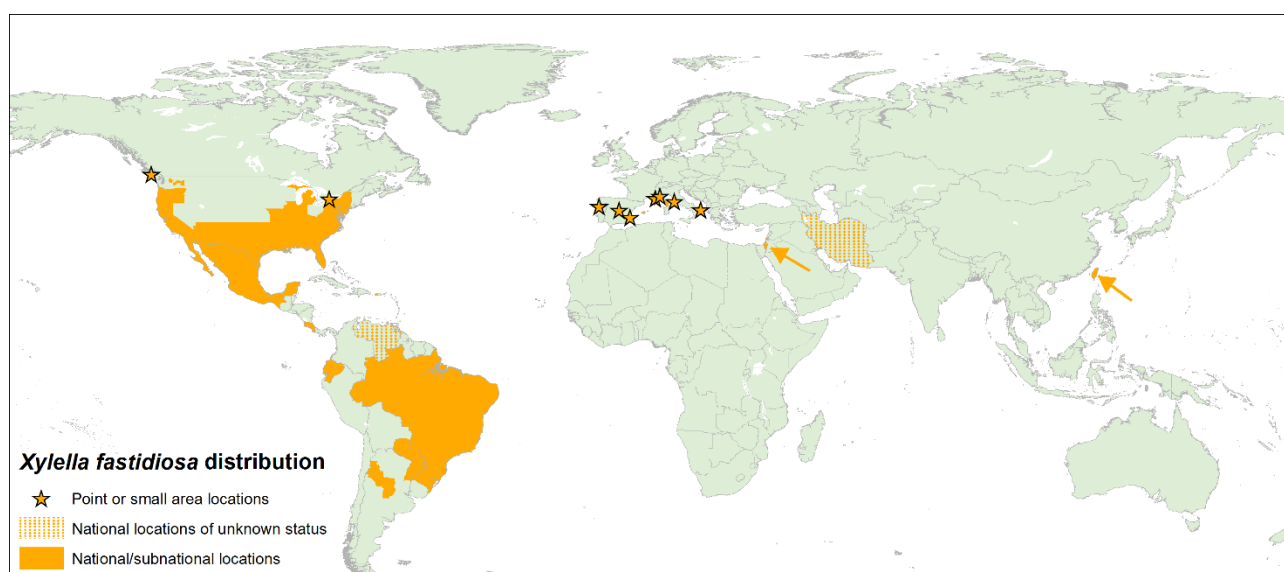 Xylella fastidiosa distribution
Point or small area locations
National locations of unknown status
National/subnational locations